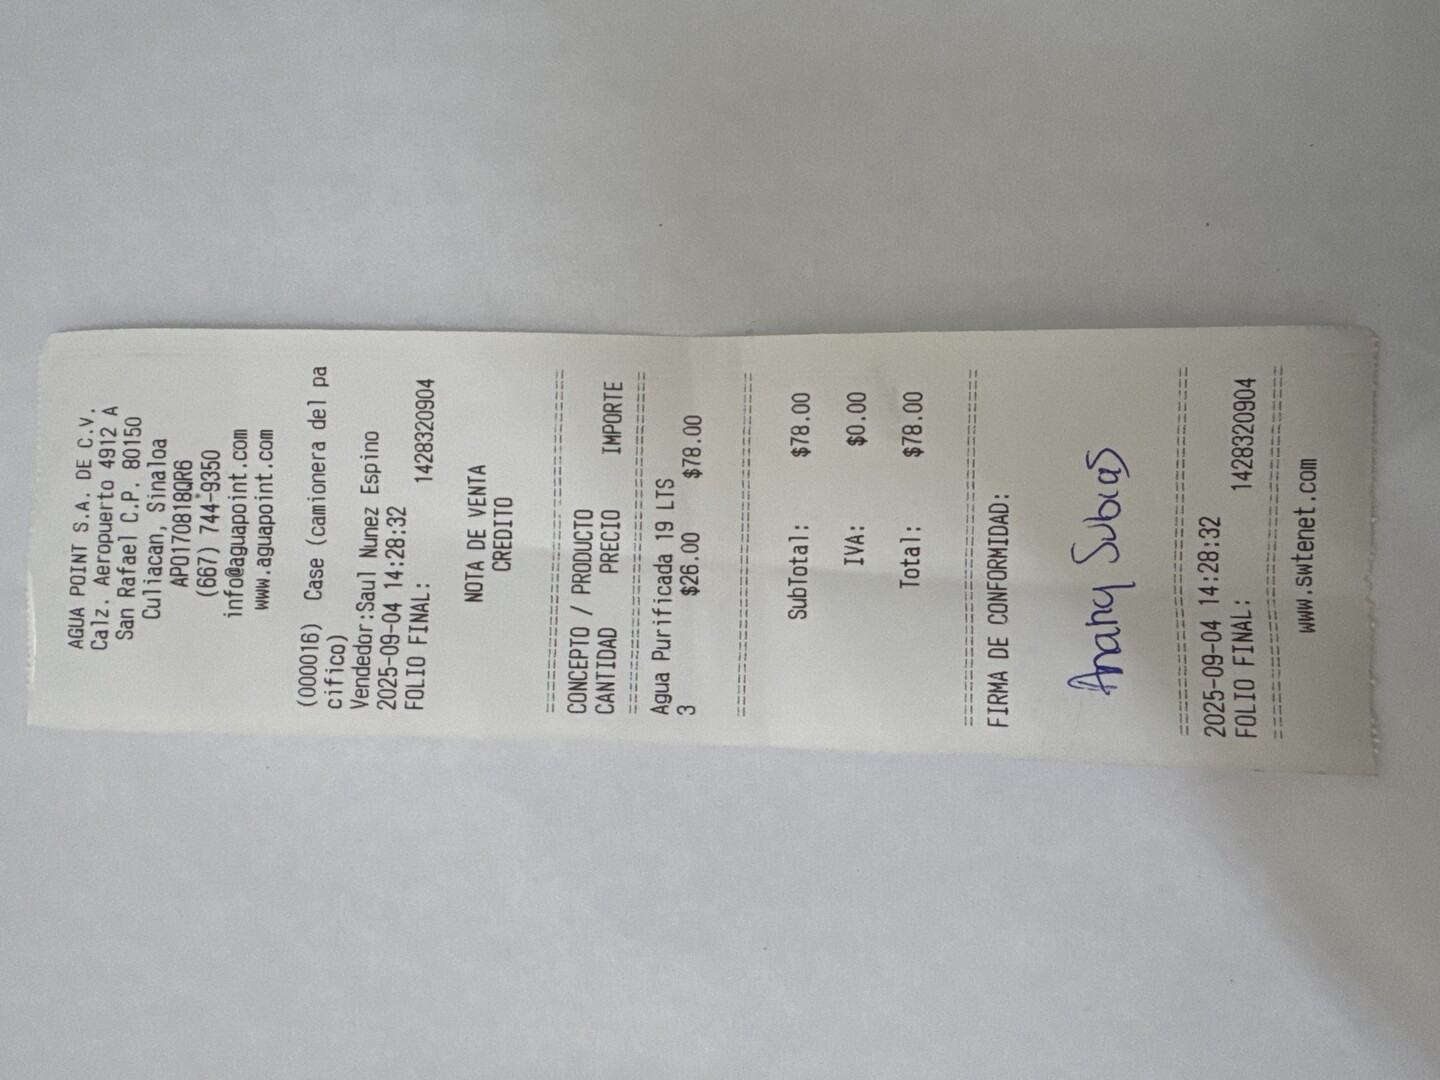 AGUA POINT S.A. DE C.V.
Calz. Aeropuerto 4912 A
San Rafael C.P. 80150
Culiacan, Sinaloa
APO170818QR6
(667) 744-9350
info@aguapoint.com
www.aguapoint.com
(000016) Case (camionera del pa
cifico)
Vendedor:Saul Nunez Espino
2025-09-04 14:28:32
FOLIO FINAL: 1428320904
NOTA DE VENTA
CREDITO
================================
CONCEPTO / PRODUCTO
CANTIDAD PRECIO IMPORTE
================================
Agua Purificada 19 LTS
3 $26.00 $78.00
================================
SubTotal: $78.00
IVA: $0.00
Total: $78.00
================================
FIRMA DE CONFORMIDAD:
Anahy Subias
================================
2025-09-04 14:28:32
FOLIO FINAL: 1428320904
================================
www.swtenet.com